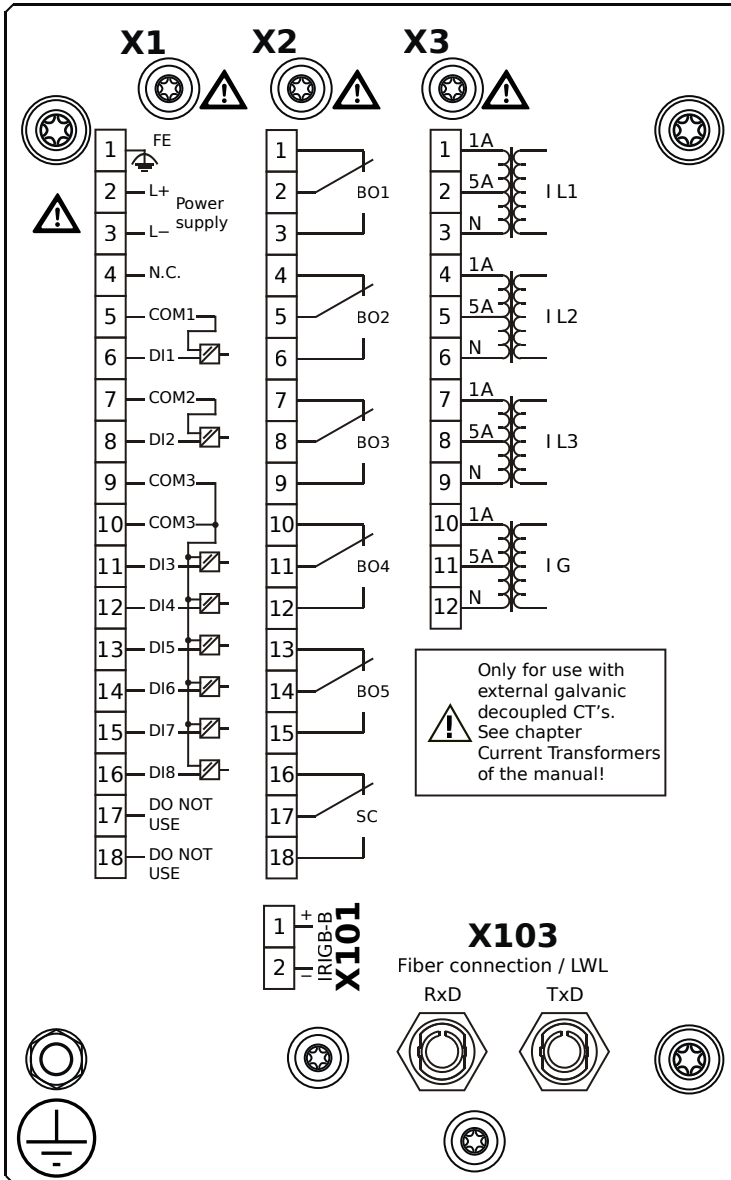 X1
X2
X3
1 FE
2 L+ Power
supply
3 L−
4 N.C.
5 COM1
6 DI1
7 COM2
8 DI2
9 COM3
10 COM3
11 DI3
12 DI4
13 DI5
14 DI6
15 DI7
16 DI8
17 DO NOT
USE
18 DO NOT
USE
1
2 BO1
3
4
5 BO2
6
7
8 BO3
9
10
11 BO4
12
13
14 BO5
15
16
17 SC
18
1 1A
2 5A I L1
3 N
4 1A
5 5A I L2
6 N
7 1A
8 5A I L3
9 N
10 1A
11 5A I G
12 N
Only for use with
external galvanic
decoupled CT's.
See chapter
Current Transformers
of the manual!
1 +
2 −
IRIGB-B
X101
X103
Fiber connection / LWL
RxD TxD